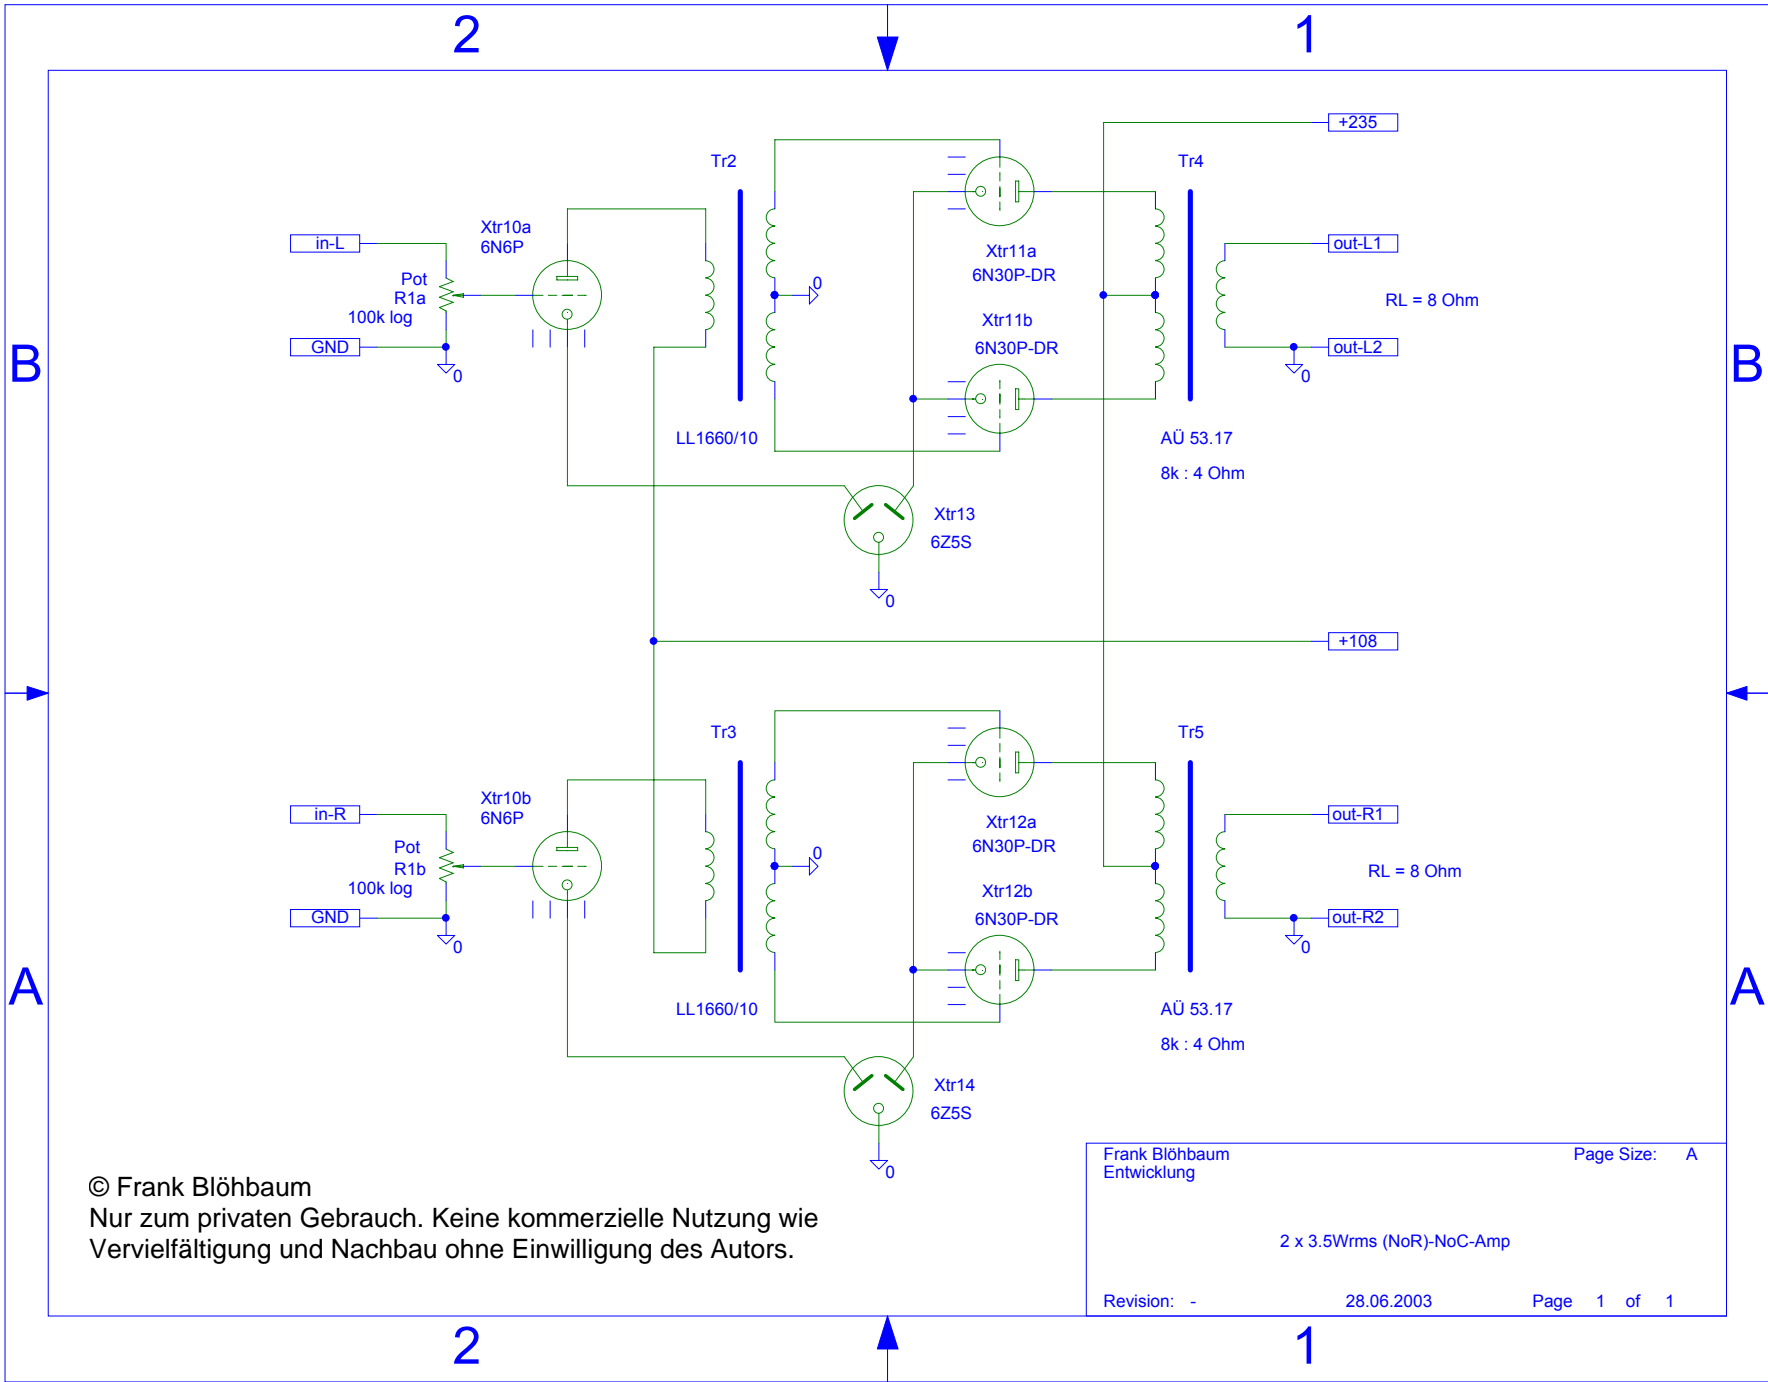 2
1
+235
Tr2
Tr4
Xtr10a
6N6P
in-L
out-L1
Xtr11a
6N30P-DR
Pot
R1a
100k log
0
RL = 8 Ohm
Xtr11b
6N30P-DR
GND
out-L2
0
0
B
B
LL1660/10
AÜ 53.17
8k : 4 Ohm
Xtr13
6Z5S
0
+108
Tr3
Tr5
Xtr10b
6N6P
in-R
out-R1
Xtr12a
6N30P-DR
Pot
R1b
100k log
0
RL = 8 Ohm
Xtr12b
6N30P-DR
GND
out-R2
0
0
A
A
LL1660/10
AÜ 53.17
8k : 4 Ohm
Xtr14
6Z5S
0
© Frank Blöhbaum
Nur zum privaten Gebrauch. Keine kommerzielle Nutzung wie
Vervielfältigung und Nachbau ohne Einwilligung des Autors.
Frank Blöhbaum
Entwicklung
Page Size: A
2 x 3.5Wrms (NoR)-NoC-Amp
Revision: - 28.06.2003 Page 1 of 1
2
1